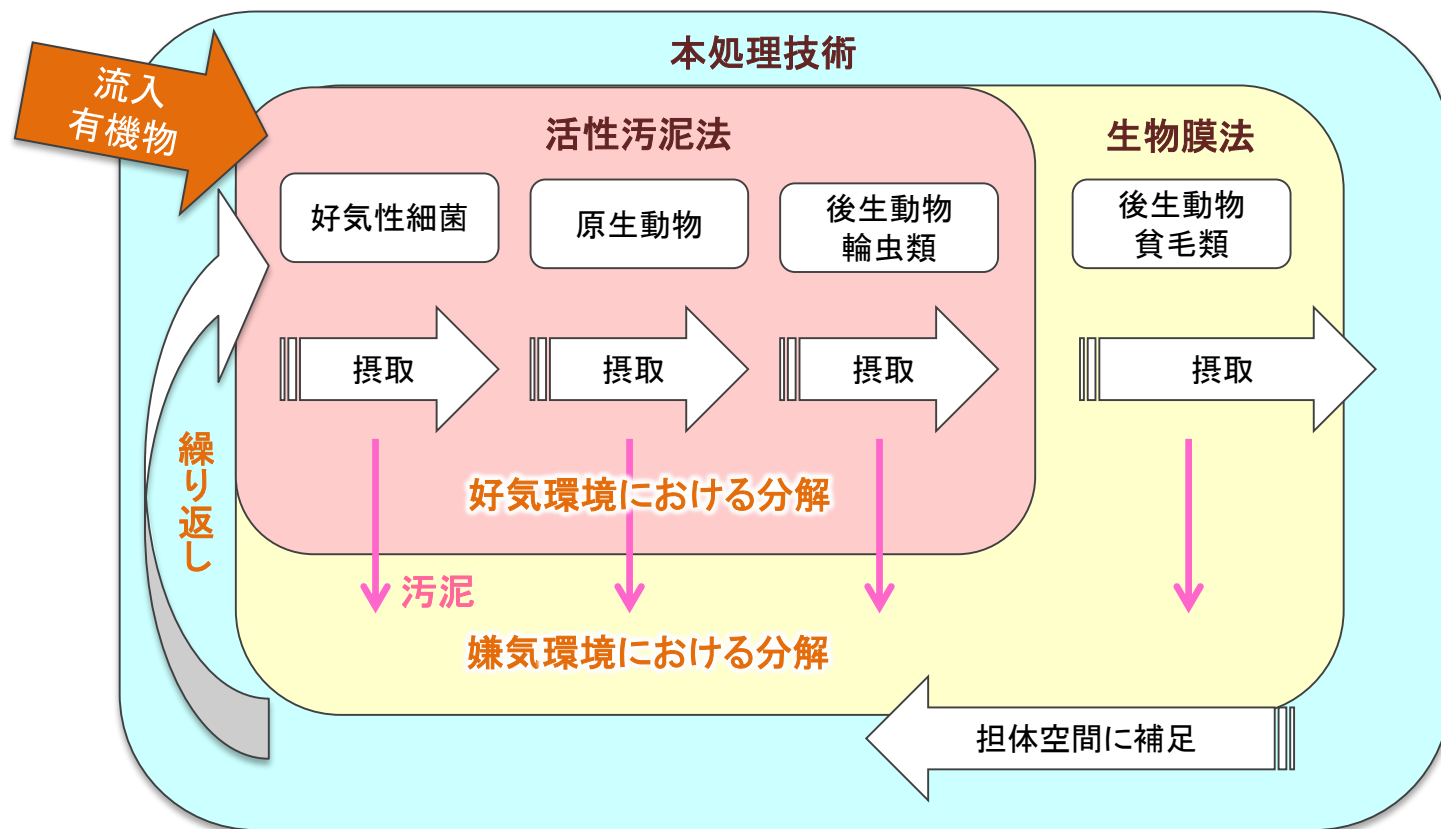 本処理技術
流入
有機物
活性汚泥法
生物膜法
好気性細菌
原生動物
後生動物
輪虫類
後生動物
貧毛類
摂取
摂取
摂取
摂取
繰り返し
好気環境における分解
汚泥
嫌気環境における分解
担体空間に補足